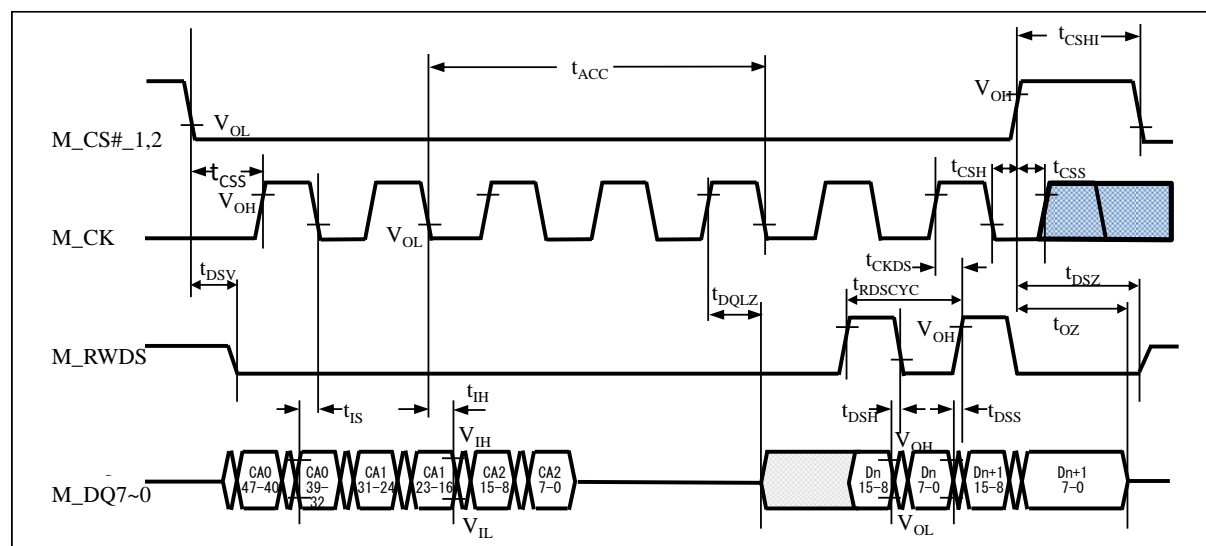 tCSHI
tACC
VOH
VOL
M_CS#_1,2
tCSS
tCSH
tCSS
VOH
VOL
M_CK
tDSV
tCKDS
tRDSCYC
tDSZ
tDQLZ
tOZ
VOH
M_RWDS
tIS
tIH
tDSH
tDSS
VIH
VOH
CA0 47-40
CA0 39-32
CA1 31-24
CA1 23-16
CA2 15-8
CA2 7-0
Dn 15-8
Dn 7-0
Dn+1 15-8
Dn+1 7-0
M_DQ7~0
VIL
VOL